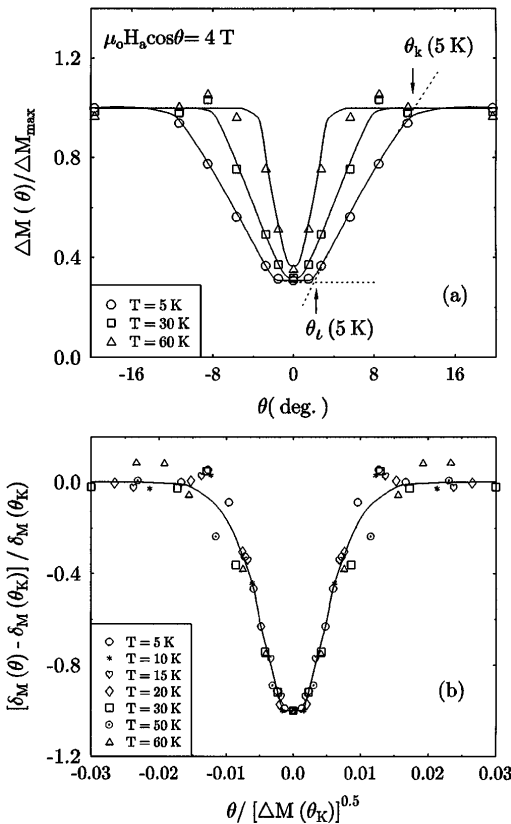 (a)
μ₀Hₐcosθ= 4 T
θₖ (5 K)
1.2
0.8
0.4
0.0
ΔM ( θ ) / ΔM_max
T = 5 K
T = 30 K
T = 60 K
θ_ℓ (5 K)
-16 -8 0 8 16
θ( deg. )
(b)
0.0
-0.4
-0.8
-1.2
[δ_M (θ) - δ_M (θ_K)] / δ_M (θ_K)
T = 5 K
T = 10 K
T = 15 K
T = 20 K
T = 30 K
T = 50 K
T = 60 K
-0.03 -0.02 -0.01 0.0 0.01 0.02 0.03
θ / [ΔM (θ_K)]^0.5